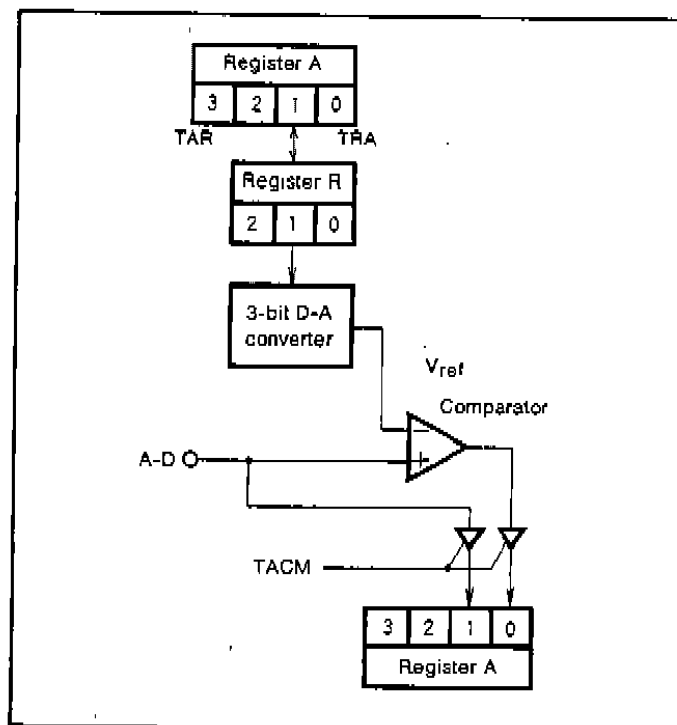 Register A
3 2 1 0
TAR TRA
Register R
2 1 0
3-bit D-A
converter
Vref
Comparator
−
A-D
+
TACM
3 2 1 0
Register A